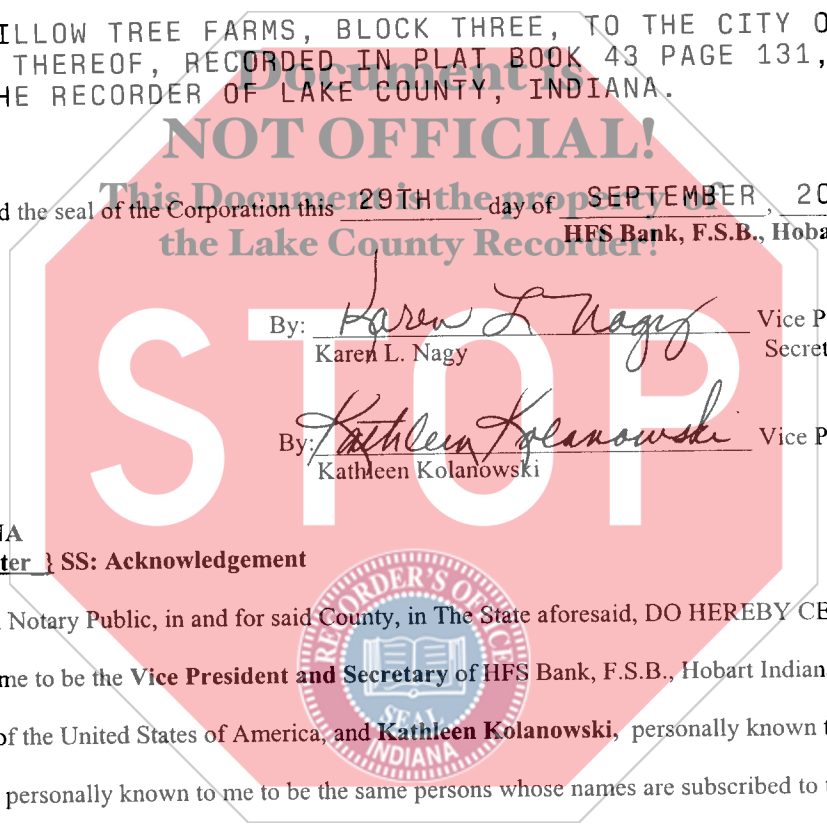 ILLOW TREE FARMS, BLOCK THREE, TO THE CITY O
THEREOF, RECORDED IN PLAT BOOK 43 PAGE 131,
HE RECORDER OF LAKE COUNTY, INDIANA.
Document is
NOT OFFICIAL!
This Document is the property of
the Lake County Recorder!
d the seal of the Corporation this 29TH day of SEPTEMBER, 20
HFS Bank, F.S.B., Hoba
By: Karen L Nagy Vice P
Karen L. Nagy Secret
STOP
By: Kathleen Kolanowski Vice P
Kathleen Kolanowski
NA
ter } SS: Acknowledgement
Notary Public, in and for said County, in The State aforesaid, DO HEREBY CE
me to be the Vice President and Secretary of HFS Bank, F.S.B., Hobart Indian
of the United States of America, and Kathleen Kolanowski, personally known t
personally known to me to be the same persons whose names are subscribed to
RECORDER'S OFFICE
SEAL
INDIANA